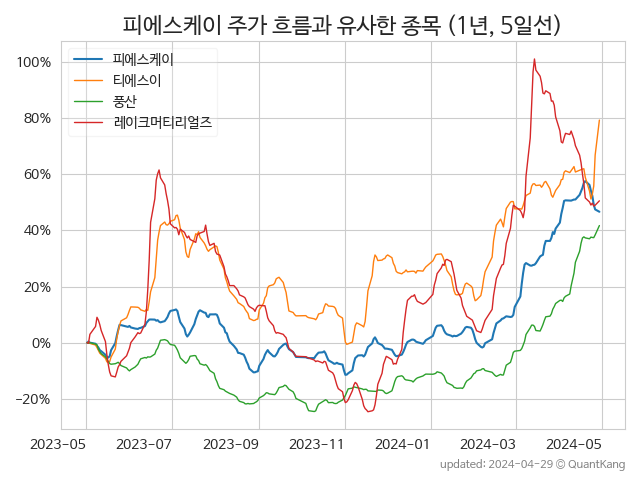 피에스케이 주가 흐름과 유사한 종목 (1년, 5일선)
피에스케이
티에스이
풍산
레이크머티리얼즈
100%
80%
60%
40%
20%
0%
−20%
2023-05 2023-07 2023-09 2023-11 2024-01 2024-03 2024-05
updated: 2024-04-29 © QuantKang